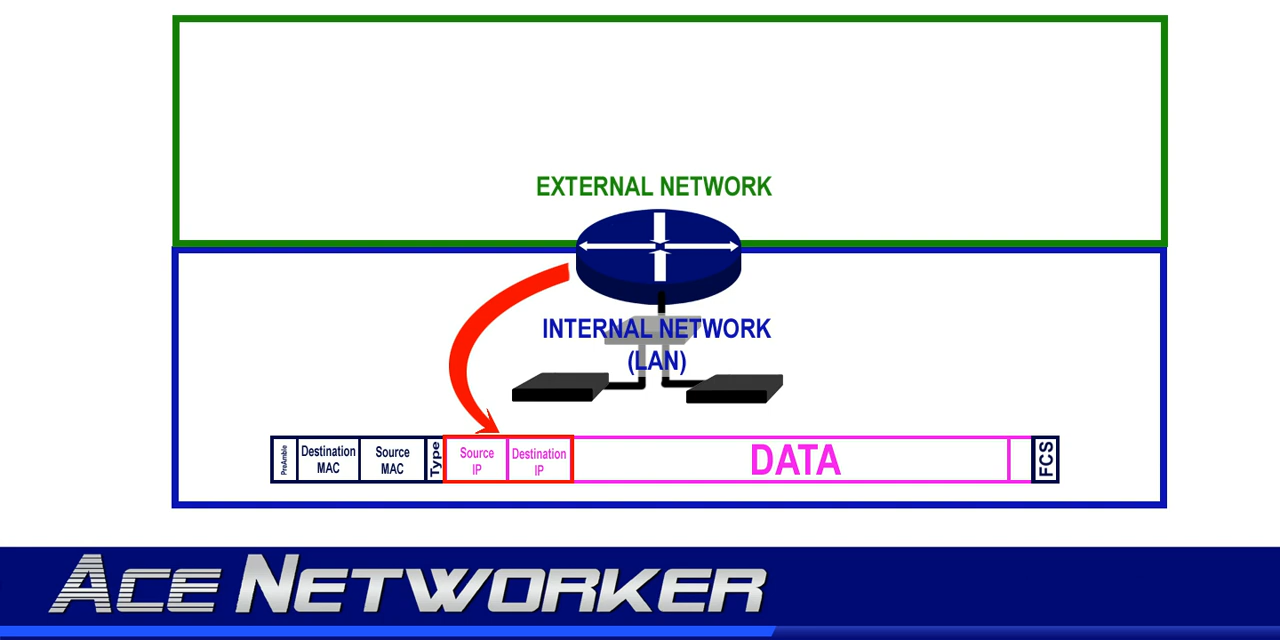 EXTERNAL NETWORK
INTERNAL NETWORK
(LAN)
PreAmble
Destination
MAC
Source
MAC
Type
Source
IP
Destination
IP
DATA
FCS
ACE NETWORKER